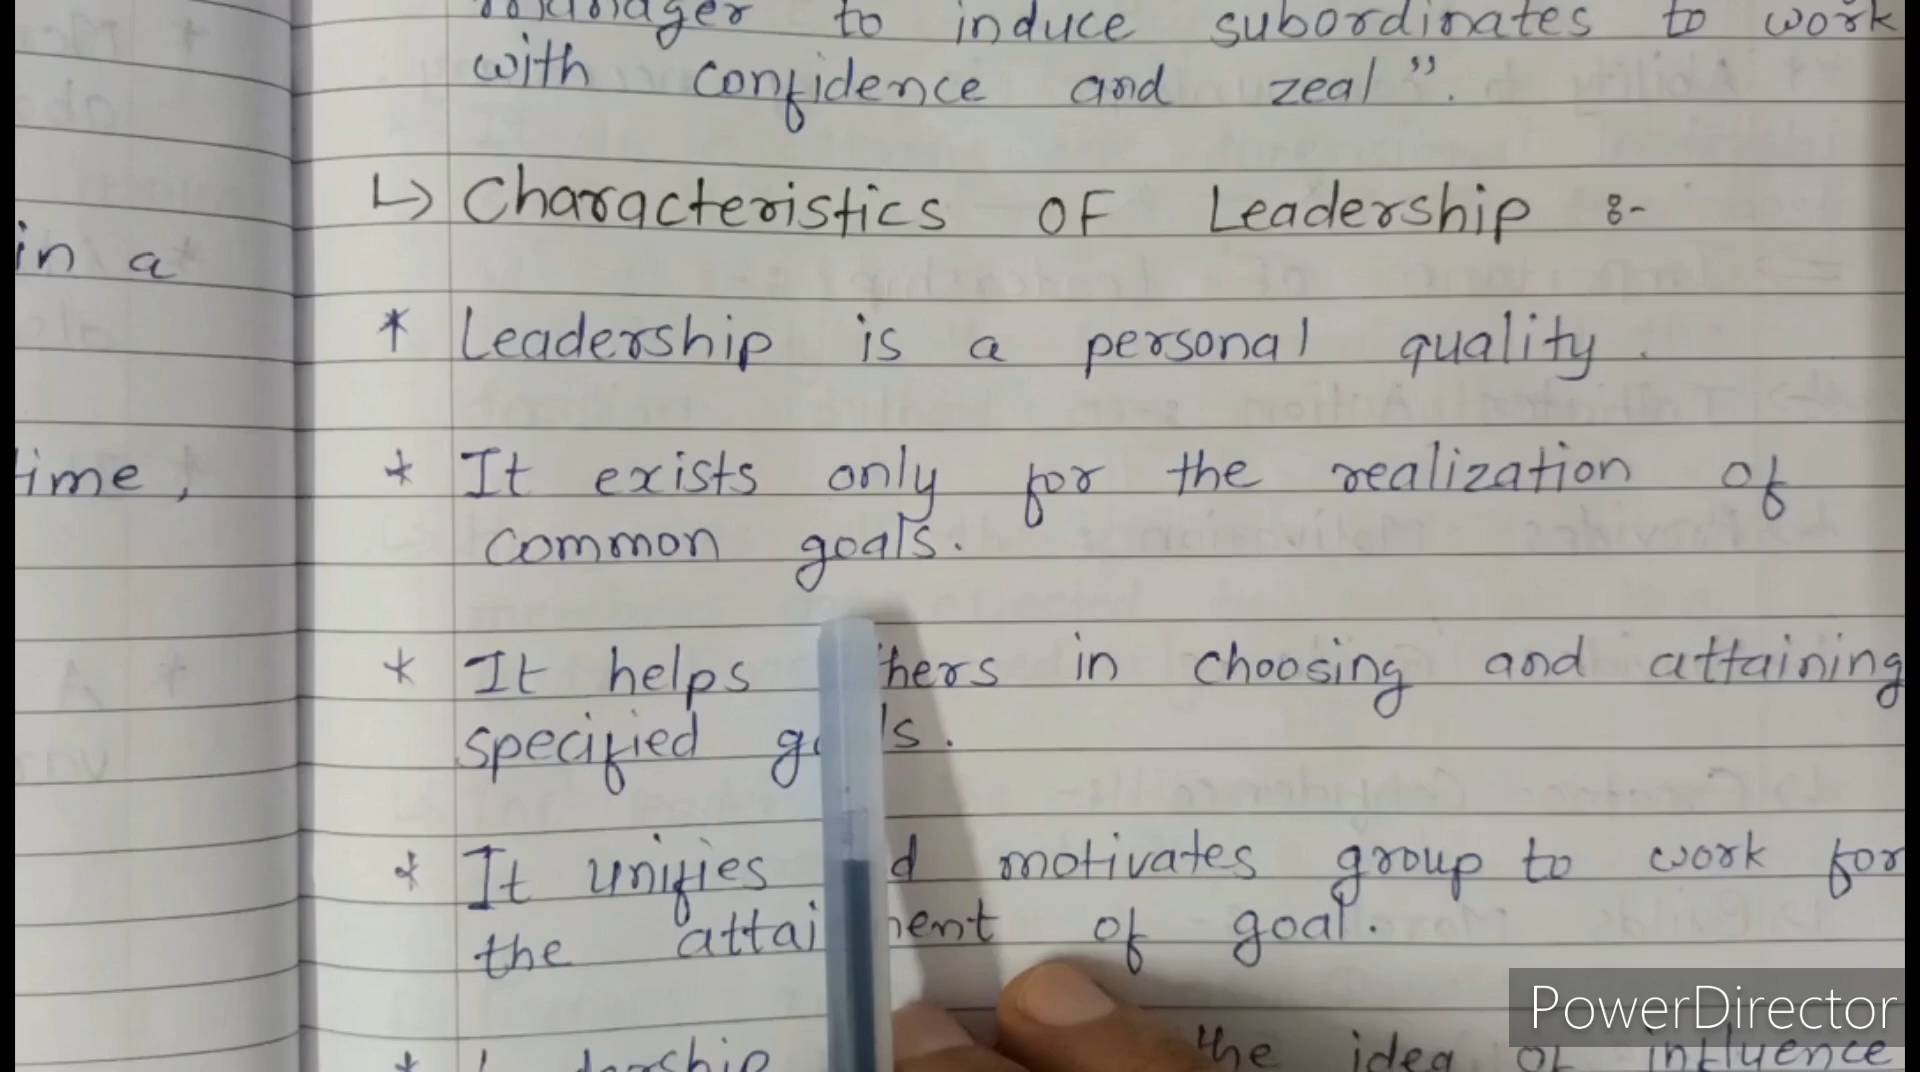 to induce subordinates to work
with confidence and zeal".
↳ Characteristics OF Leadership :-
in a
* Leadership is a personal quality.
* It exists only for the realization of
common goals.
* It helps in choosing and attaining
specified
* It unifies motivates group to work for
the of goal.
* the idea of influence
PowerDirector